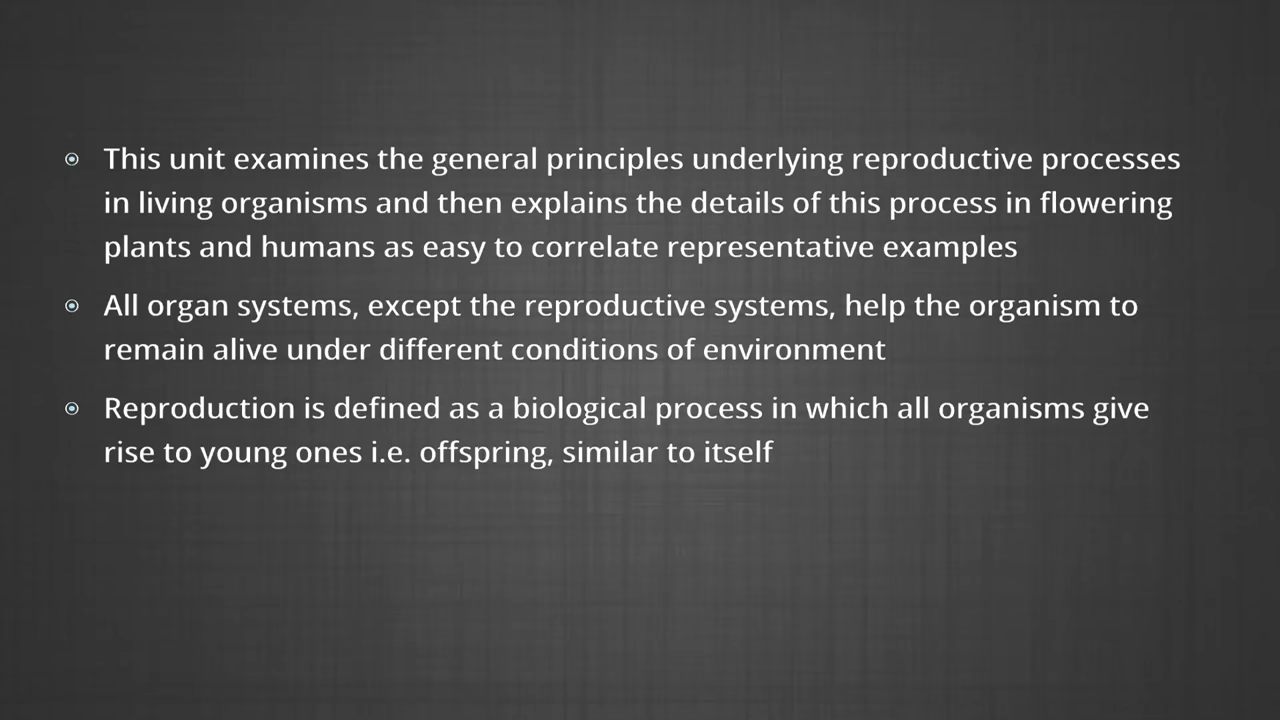 This unit examines the general principles underlying reproductive processes
in living organisms and then explains the details of this process in flowering
plants and humans as easy to correlate representative examples
All organ systems, except the reproductive systems, help the organism to
remain alive under different conditions of environment
Reproduction is defined as a biological process in which all organisms give
rise to young ones i.e. offspring, similar to itself